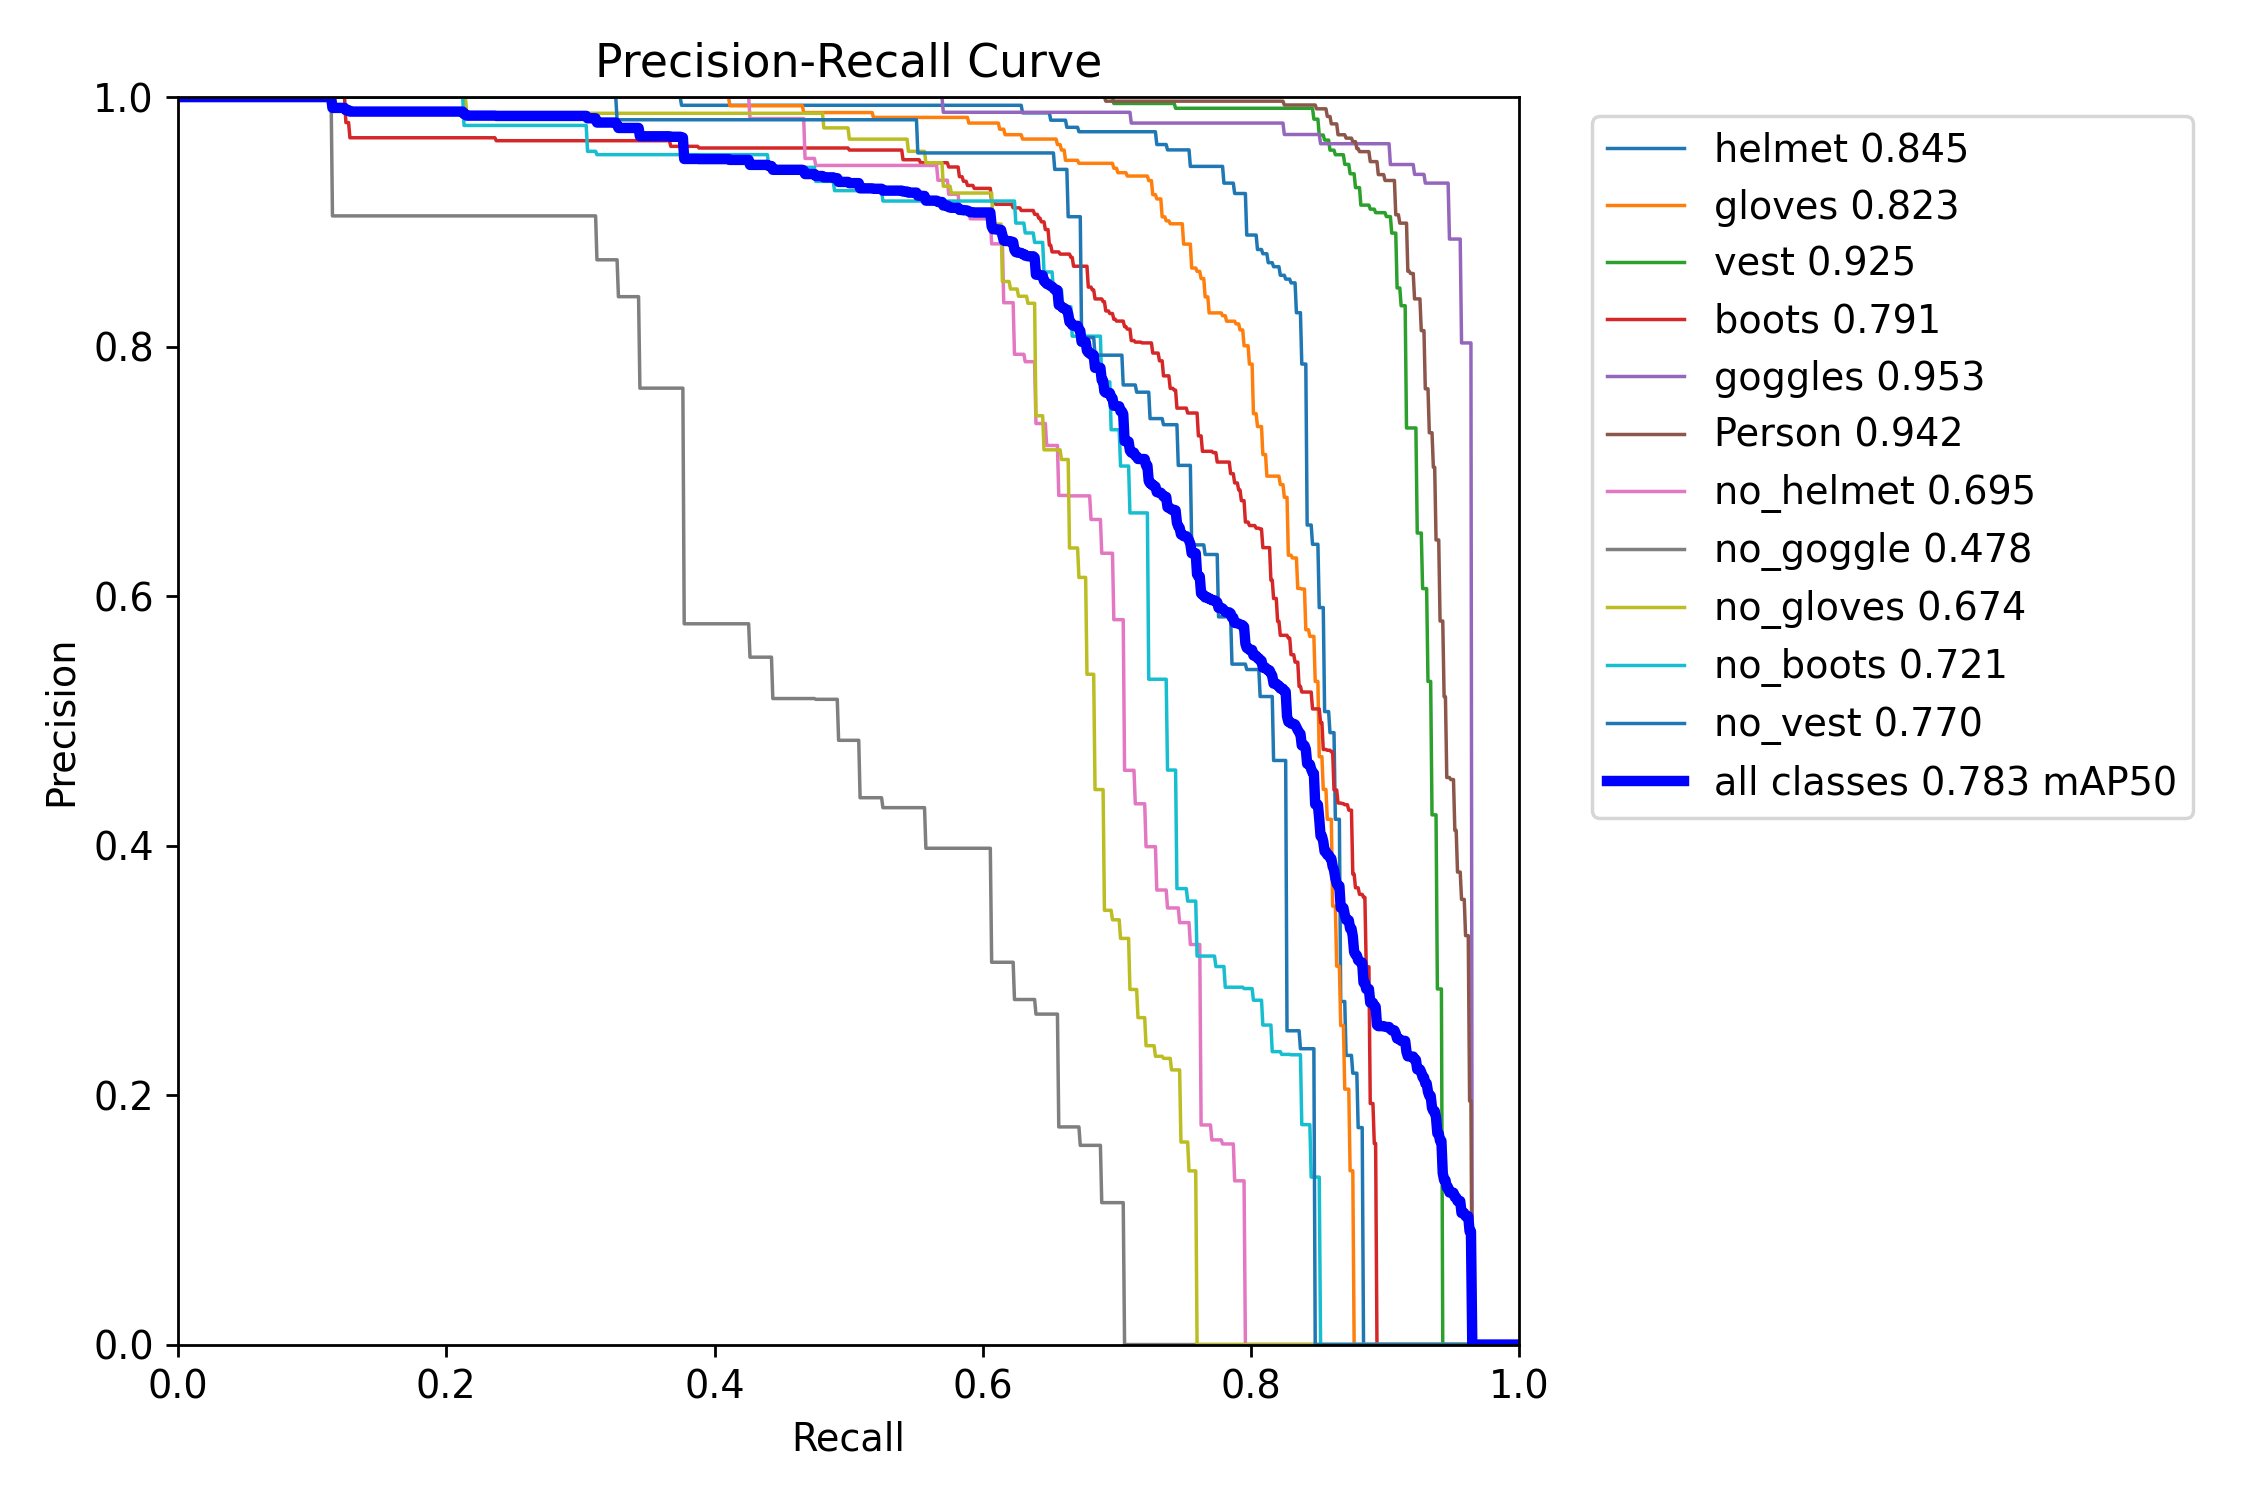 Precision-Recall Curve
1.0
0.8
0.6
0.4
0.2
0.0
Precision
0.0 0.2 0.4 0.6 0.8 1.0
Recall
helmet 0.845
gloves 0.823
vest 0.925
boots 0.791
goggles 0.953
Person 0.942
no_helmet 0.695
no_goggle 0.478
no_gloves 0.674
no_boots 0.721
no_vest 0.770
all classes 0.783 mAP50